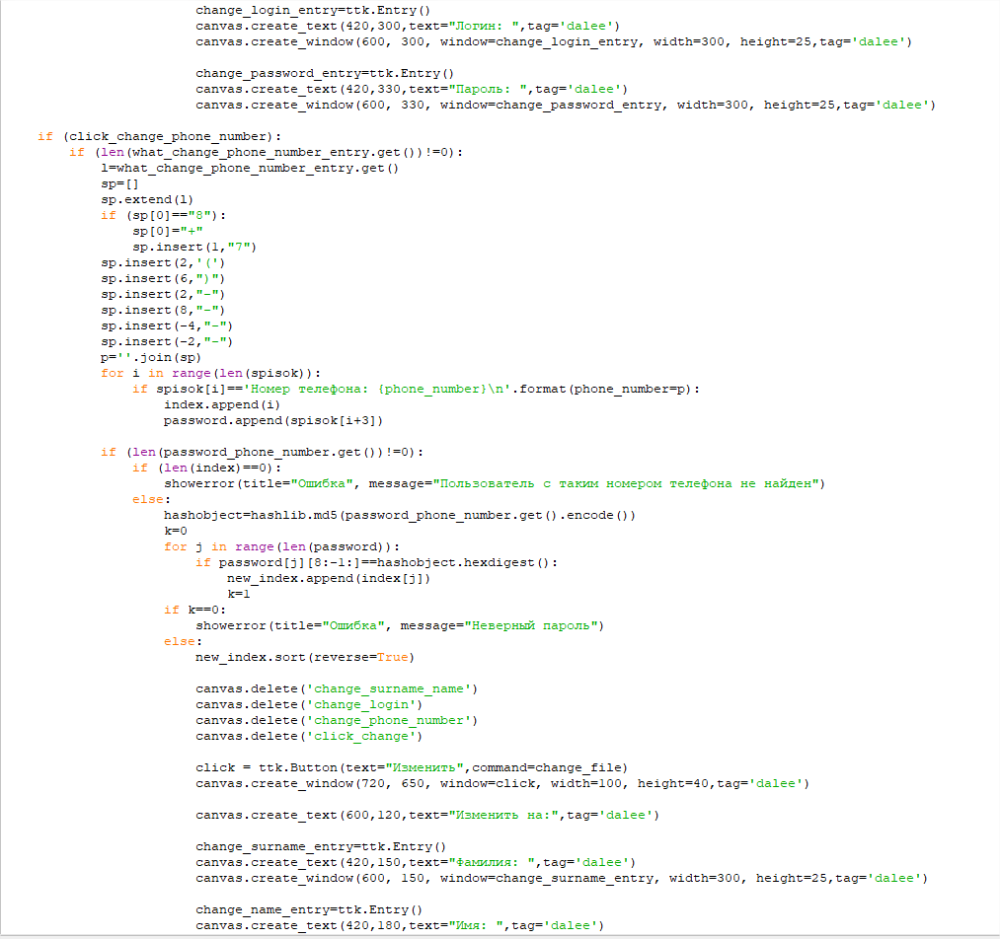 change_login_entry=ttk.Entry()
canvas.create_text(420,300,text="Логин: ",tag='dalee')
canvas.create_window(600, 300, window=change_login_entry, width=300, height=25,tag='dalee')
change_password_entry=ttk.Entry()
canvas.create_text(420,330,text="Пароль: ",tag='dalee')
canvas.create_window(600, 330, window=change_password_entry, width=300, height=25,tag='dalee')
if (click_change_phone_number):
if (len(what_change_phone_number_entry.get())!=0):
l=what_change_phone_number_entry.get()
sp=[]
sp.extend(l)
if (sp[0]=="8"):
sp[0]="+"
sp.insert(1,"7")
sp.insert(2,'(')
sp.insert(6,")")
sp.insert(2,"-")
sp.insert(8,"-")
sp.insert(-4,"-")
sp.insert(-2,"-")
p=''.join(sp)
for i in range(len(spisok)):
if spisok[i]=='Номер телефона: {phone_number}\n'.format(phone_number=p):
index.append(i)
password.append(spisok[i+3])
if (len(password_phone_number.get())!=0):
if (len(index)==0):
showerror(title="Ошибка", message="Пользователь с таким номером телефона не найден")
else:
hashobject=hashlib.md5(password_phone_number.get().encode())
k=0
for j in range(len(password)):
if password[j][8:-1:]==hashobject.hexdigest():
new_index.append(index[j])
k=1
if k==0:
showerror(title="Ошибка", message="Неверный пароль")
else:
new_index.sort(reverse=True)
canvas.delete('change_surname_name')
canvas.delete('change_login')
canvas.delete('change_phone_number')
canvas.delete('click_change')
click = ttk.Button(text="Изменить",command=change_file)
canvas.create_window(720, 650, window=click, width=100, height=40,tag='dalee')
canvas.create_text(600,120,text="Изменить на:",tag='dalee')
change_surname_entry=ttk.Entry()
canvas.create_text(420,150,text="Фамилия: ",tag='dalee')
canvas.create_window(600, 150, window=change_surname_entry, width=300, height=25,tag='dalee')
change_name_entry=ttk.Entry()
canvas.create_text(420,180,text="Имя: ",tag='dalee')